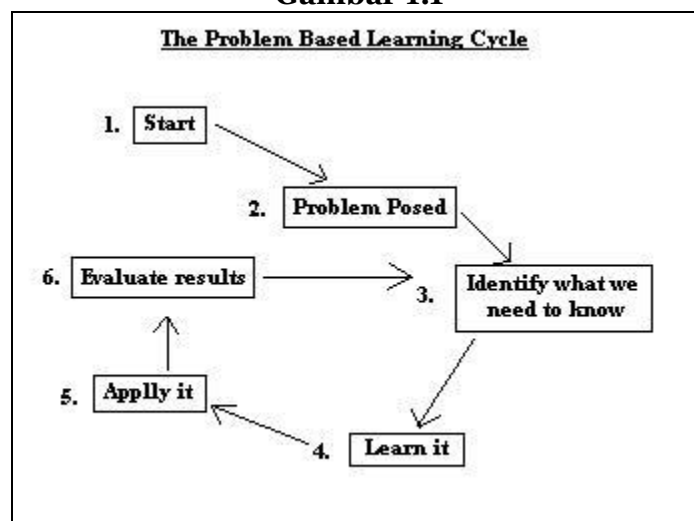 Gambar 1.1
The Problem Based Learning Cycle
1. Start
2. Problem Posed
6. Evaluate results
3. Identify what we
need to know
5. Applly it
4. Learn it